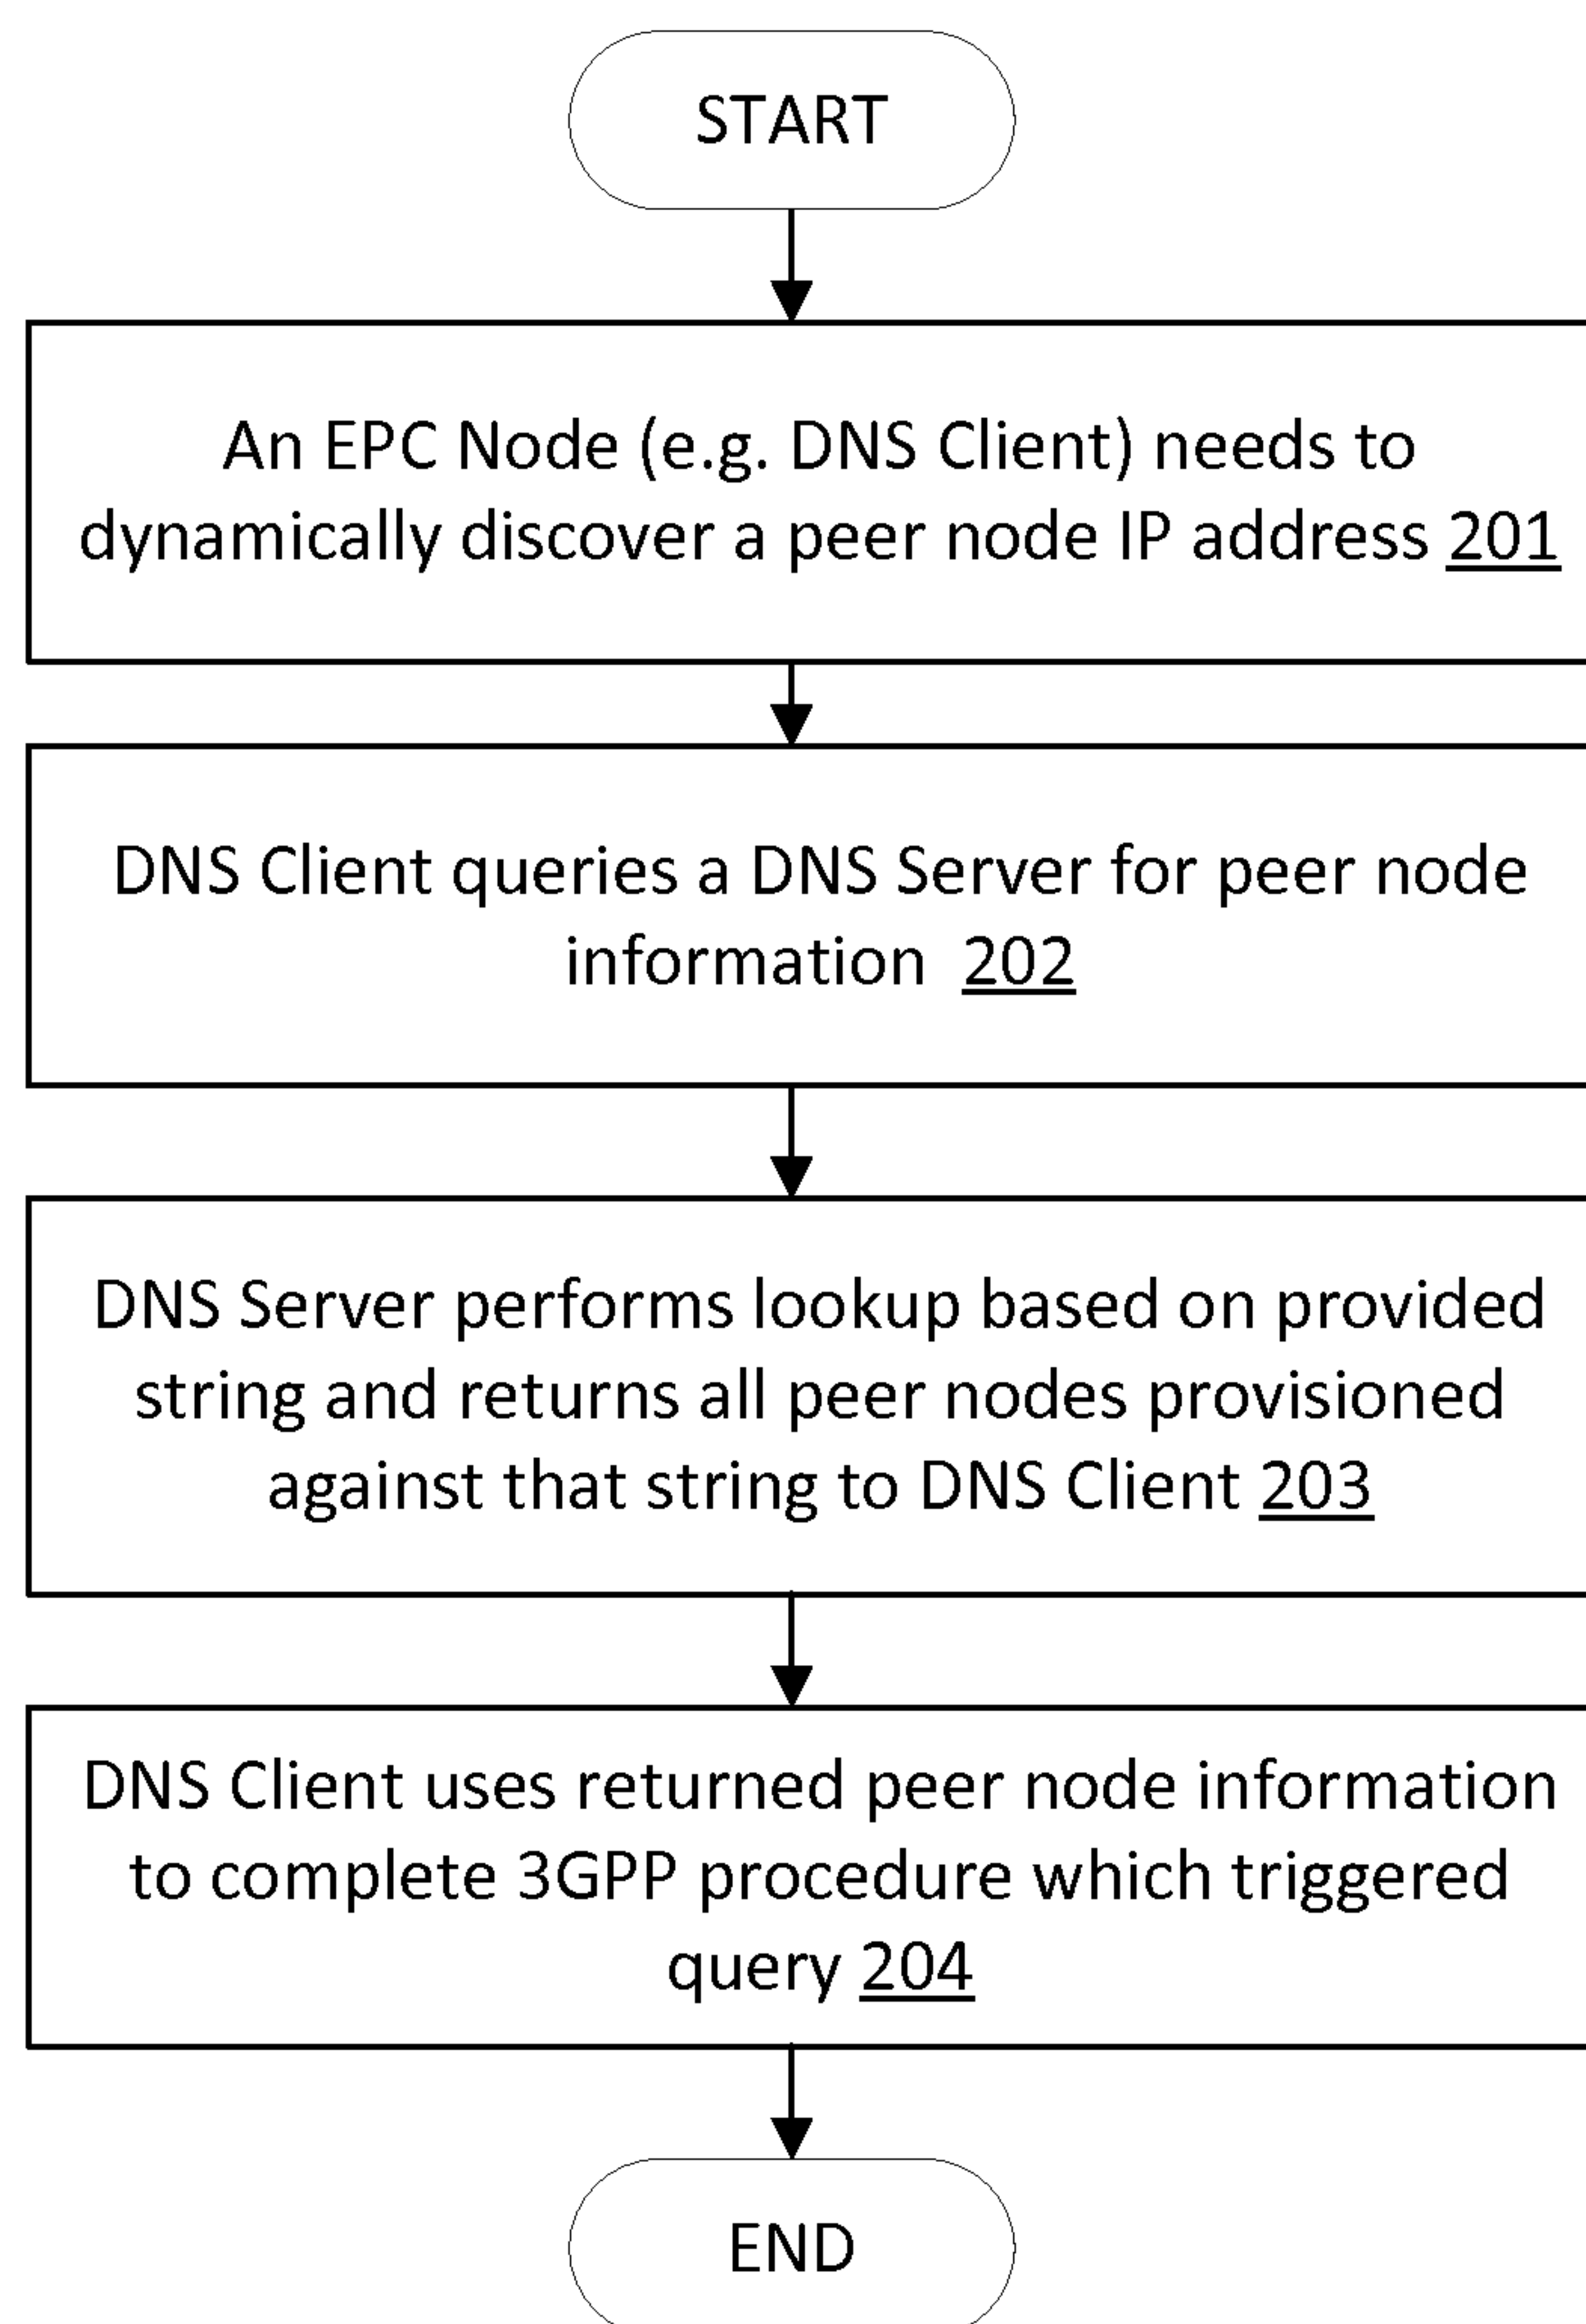 START
An EPC Node (e.g. DNS Client) needs to
dynamically discover a peer node IP address 201
DNS Client queries a DNS Server for peer node
information 202
DNS Server performs lookup based on provided
string and returns all peer nodes provisioned
against that string to DNS Client 203
DNS Client uses returned peer node information
to complete 3GPP procedure which triggered
query 204
END